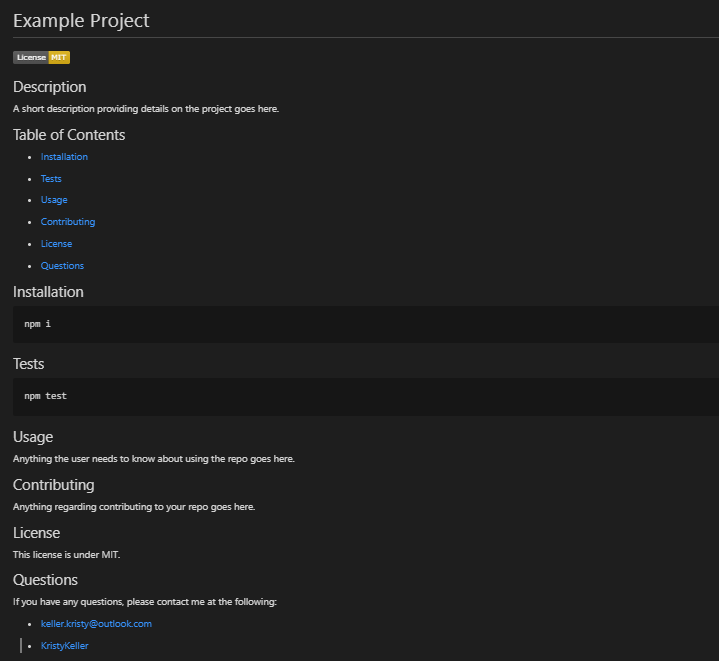 Example Project
License MIT
Description
A short description providing details on the project goes here.
Table of Contents
Installation
Tests
Usage
Contributing
License
Questions
Installation
npm i
Tests
npm test
Usage
Anything the user needs to know about using the repo goes here.
Contributing
Anything regarding contributing to your repo goes here.
License
This license is under MIT.
Questions
If you have any questions, please contact me at the following:
keller.kristy@outlook.com
KristyKeller